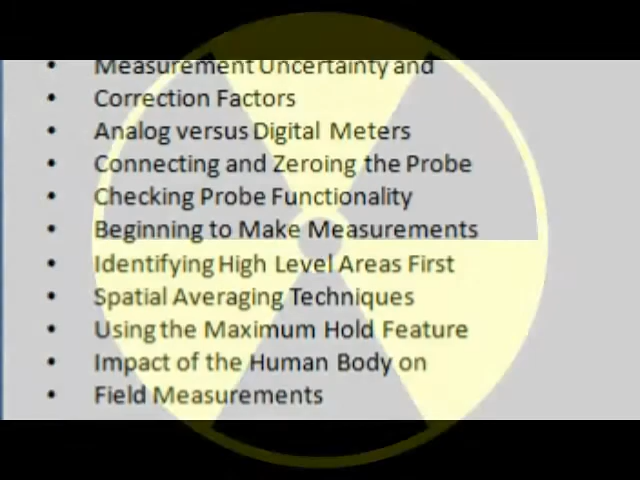 • Measurement Uncertainty and
• Correction Factors
• Analog versus Digital Meters
• Connecting and Zeroing the Probe
• Checking Probe Functionality
• Beginning to Make Measurements
• Identifying High Level Areas First
• Spatial Averaging Techniques
• Using the Maximum Hold Feature
• Impact of the Human Body on
• Field Measurements